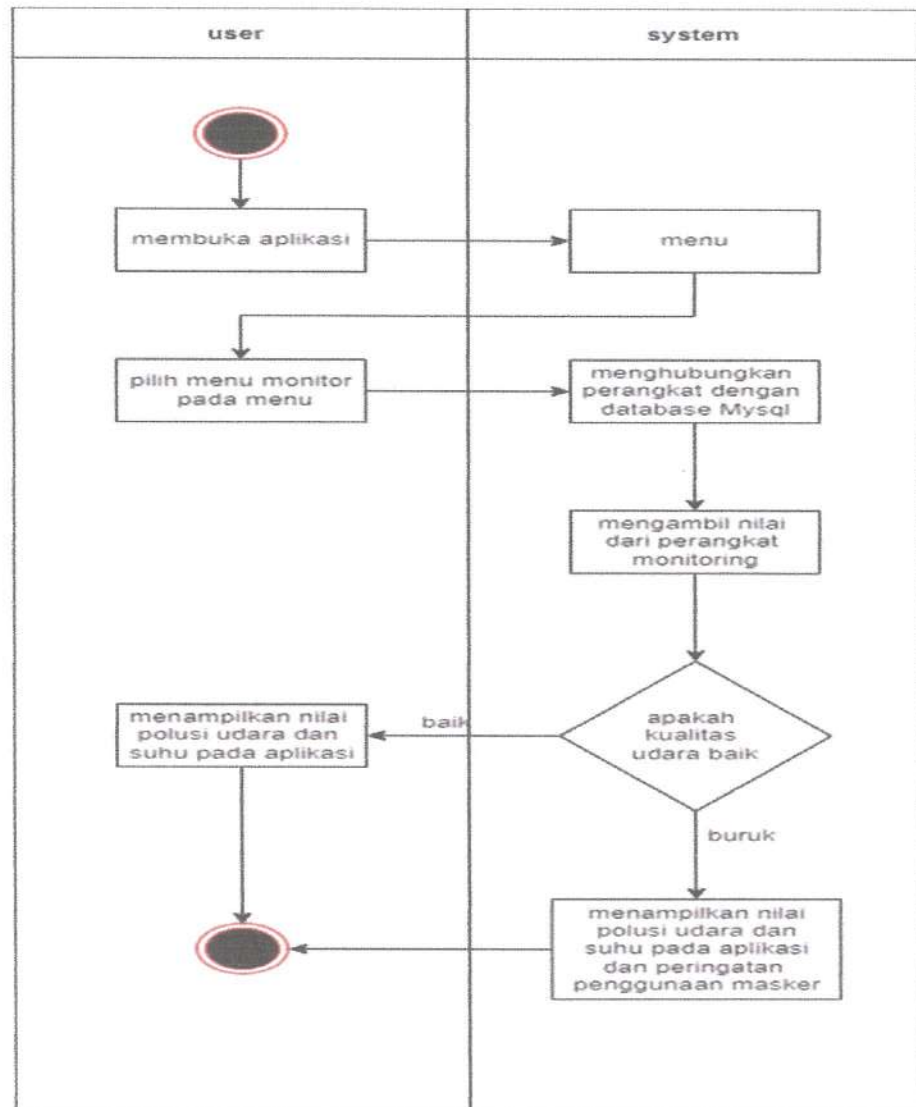 user
system
membuka aplikasi
menu
pilih menu monitor
pada menu
menghubungkan
perangkat dengan
database Mysql
mengambil nilai
dari perangkat
monitoring
apakah
kualitas
udara baik
baik
menampilkan nilai
polusi udara dan
suhu pada aplikasi
buruk
menampilkan nilai
polusi udara dan
suhu pada aplikasi
dan peringatan
penggunaan masker